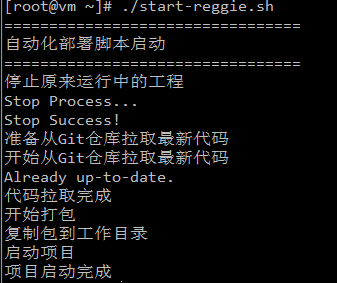 [root@vm ~]# ./start-reggie.sh
=================================
自动化部署脚本启动
=================================
停止原来运行中的工程
Stop Process...
Stop Success!
准备从Git仓库拉取最新代码
开始从Git仓库拉取最新代码
Already up-to-date.
代码拉取完成
开始打包
复制包到工作目录
启动项目
项目启动完成